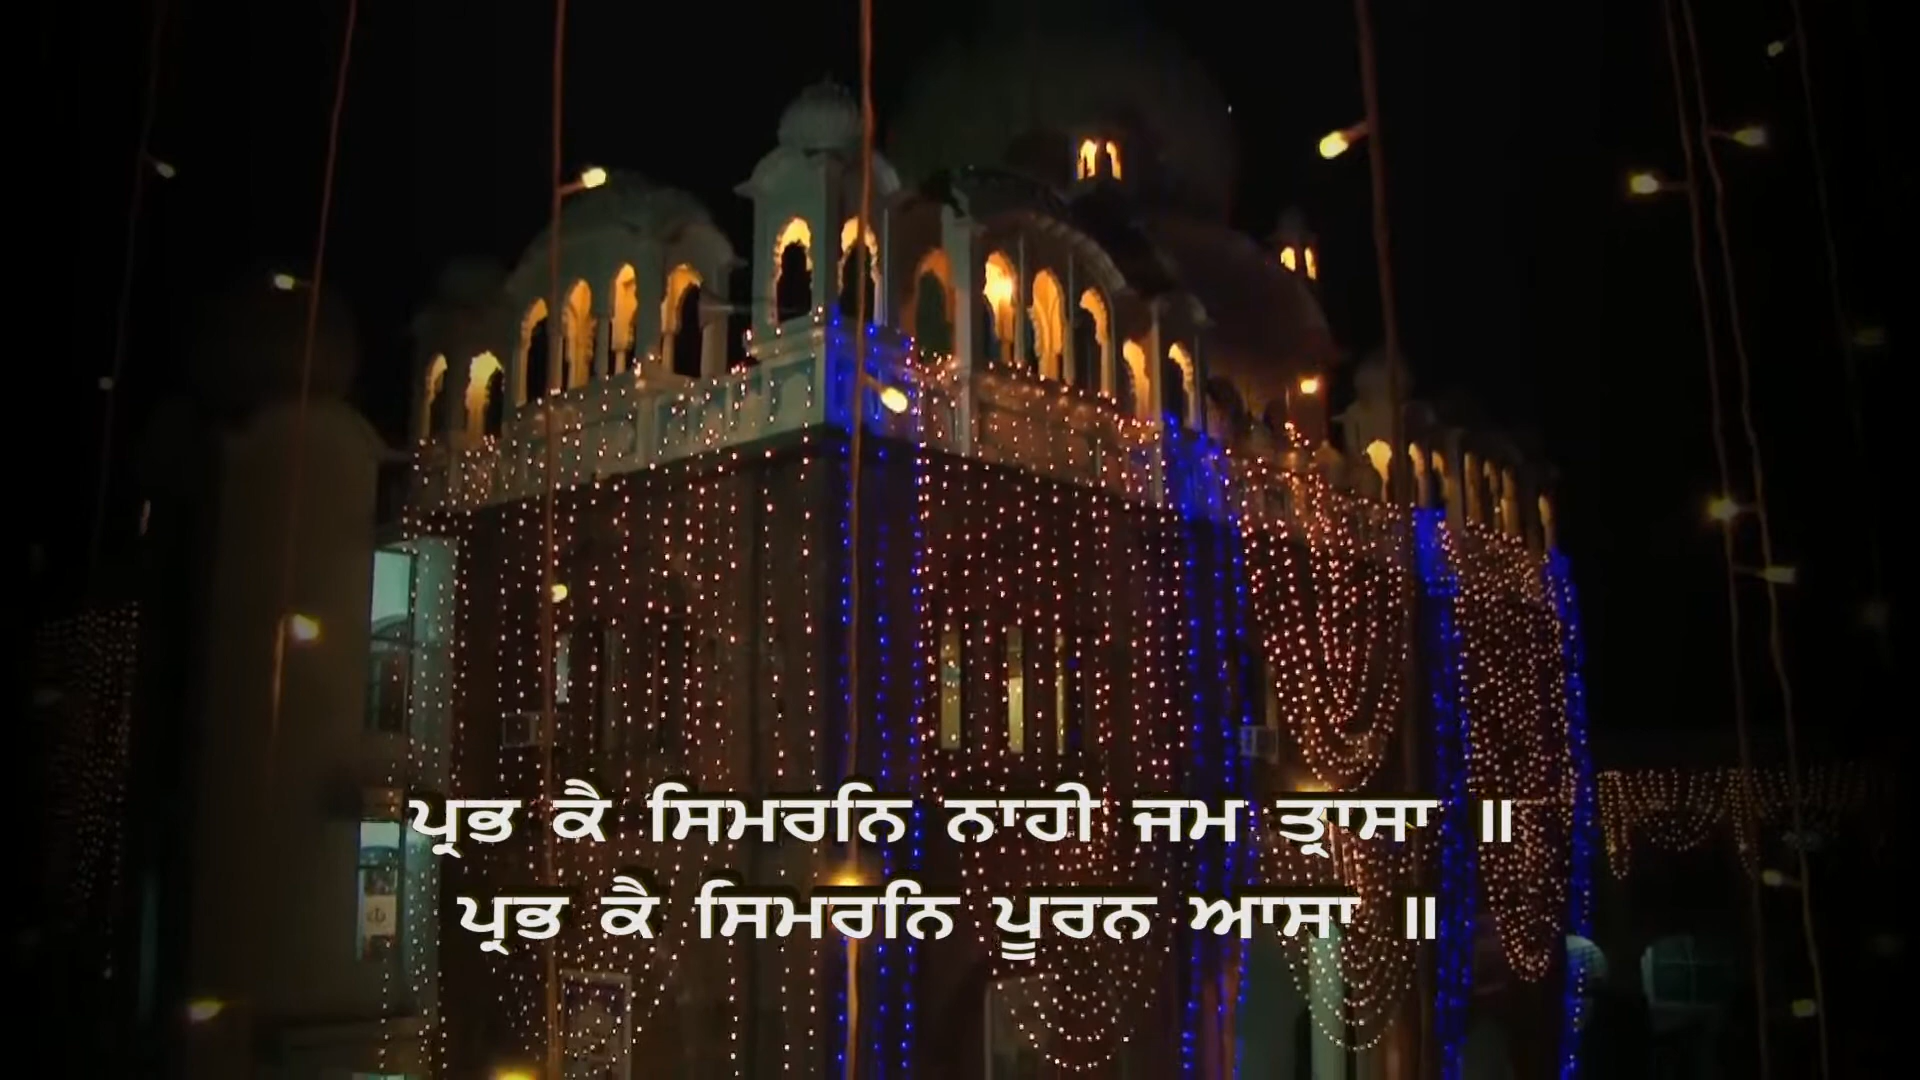 ਪ੍ਰਭ ਕੈ ਸਿਮਰਨਿ ਨਾਹੀ ਜਮ ਤ੍ਰਾਸਾ ॥
ਪ੍ਰਭ ਕੈ ਸਿਮਰਨਿ ਪੂਰਨ ਆਸਾ ॥